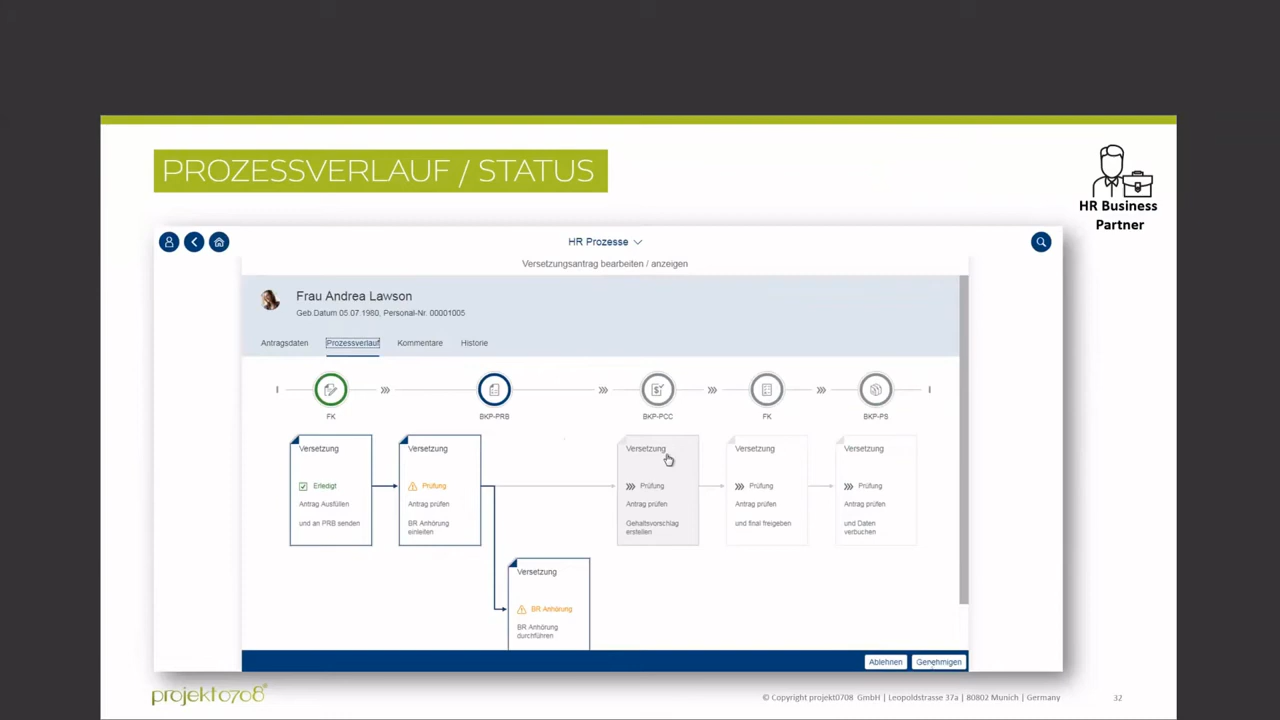 PROZESSVERLAUF / STATUS
HR Business
Partner
HR Prozesse
Versetzungsantrag bearbeiten / anzeigen
Frau Andrea Lawson
Geb.Datum 05.07.1980, Personal-Nr. 00001005
Antragsdaten Prozessverlauf Kommentare Historie
FK BKP-PRB BKP-PCC FK BKP-PS
Versetzung
Erledigt
Antrag Ausfüllen
und an PRB senden
Versetzung
Prüfung
Antrag prüfen
BR Anhörung
einleiten
Versetzung
Prüfung
Antrag prüfen
Gehaltsvorschlag
erstellen
Versetzung
Prüfung
Antrag prüfen
und final freigeben
Versetzung
Prüfung
Antrag prüfen
und Daten
verbuchen
Versetzung
BR Anhörung
BR Anhörung
durchführen
Ablehnen Genehmigen
projekt0708®
© Copyright projekt0708 GmbH | Leopoldstrasse 37a | 80802 Munich | Germany 32